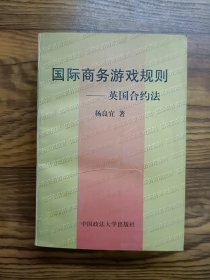 国际商务游戏规则
——英国合约法
杨良宜 著
中国政法大学出版社